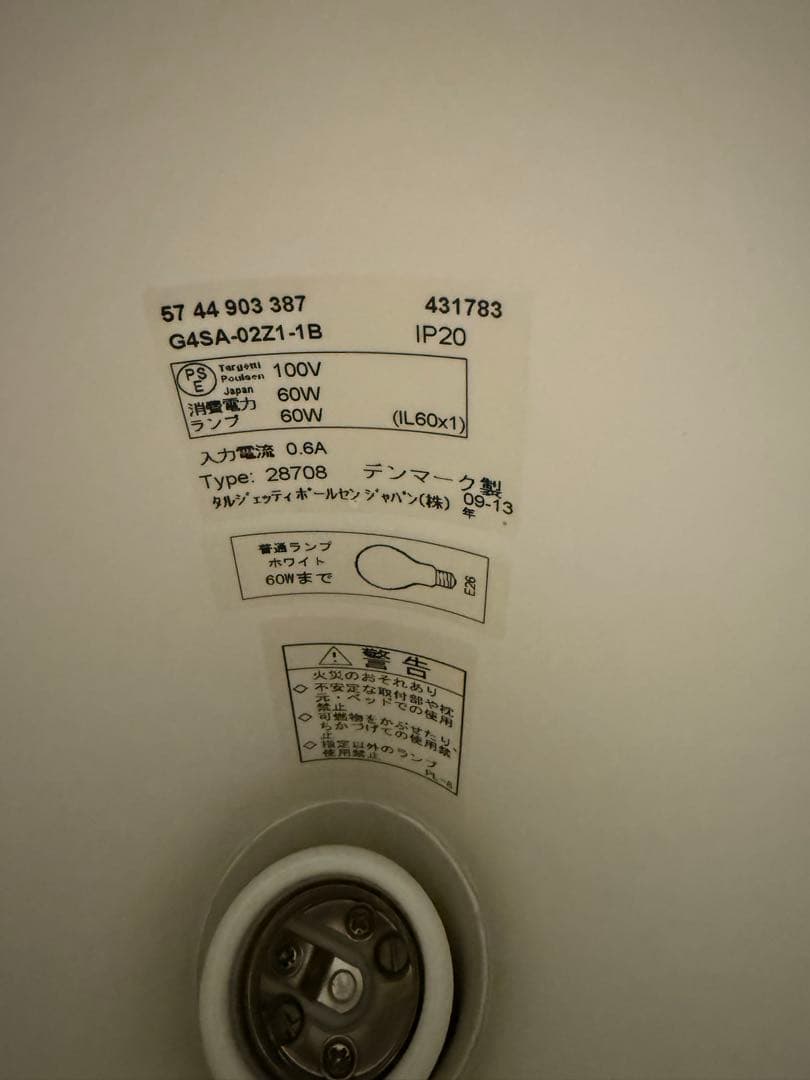 57 44 903 387 431783
G4SA-02Z1-1B IP20
PSE Targetti Poulsen Japan 100V
消費電力 60W
ランプ 60W (IL60x1)
入力電流 0.6A
Type: 28708 デンマーク製
タルジェッティ ポールセン ジャパン(株) 09-13年
普通ランプ
ホワイト
60Wまで
E26
警告
火災のおそれあり
◇不安定な取付部や枕
元・ベッドでの使用
禁止
◇可燃物をかぶせたり、
ちかづけての使用禁
止
◇指定以外のランプ
使用禁止
PL-8